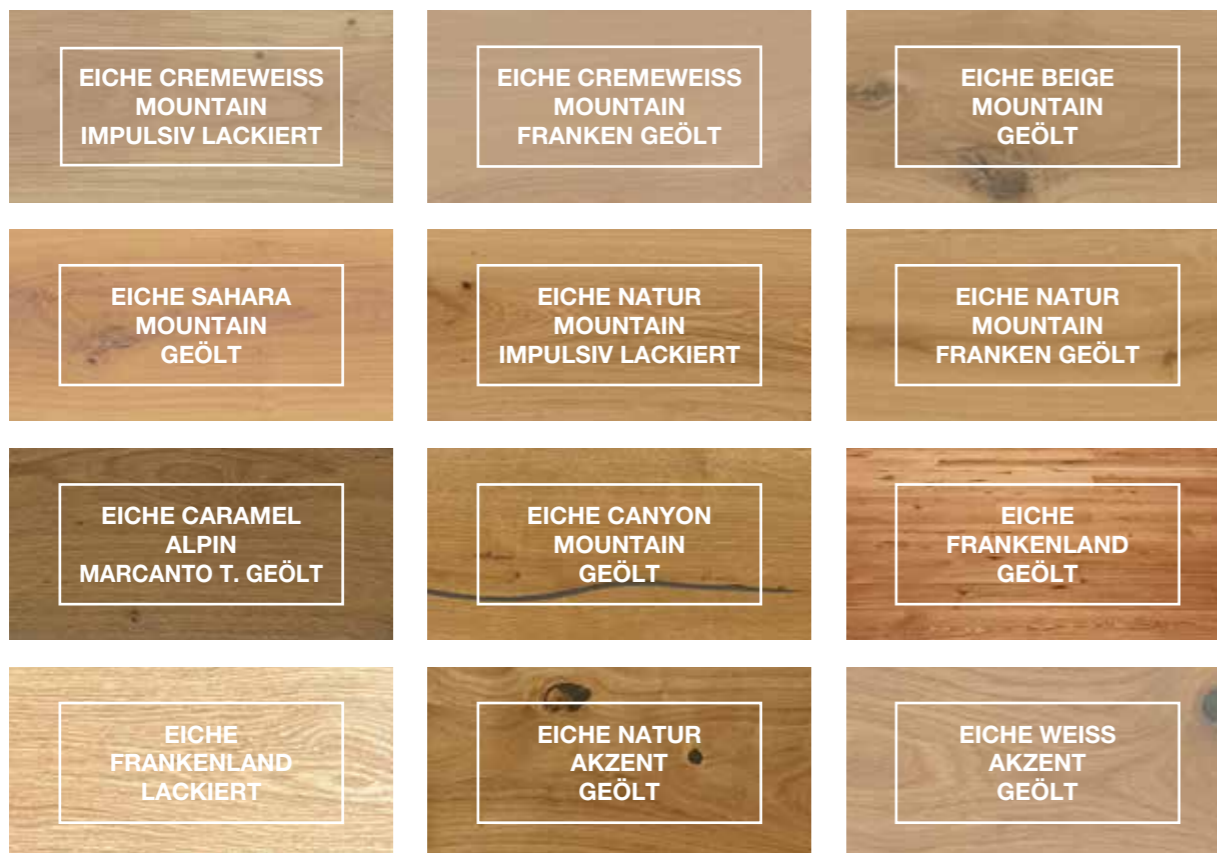 EICHE CREMEWEISS
MOUNTAIN
IMPULSIV LACKIERT
EICHE CREMEWEISS
MOUNTAIN
FRANKEN GEÖLT
EICHE BEIGE
MOUNTAIN
GEÖLT
EICHE SAHARA
MOUNTAIN
GEÖLT
EICHE NATUR
MOUNTAIN
IMPULSIV LACKIERT
EICHE NATUR
MOUNTAIN
FRANKEN GEÖLT
EICHE CARAMEL
ALPIN
MARCANTO T. GEÖLT
EICHE CANYON
MOUNTAIN
GEÖLT
EICHE
FRANKENLAND
GEÖLT
EICHE
FRANKENLAND
LACKIERT
EICHE NATUR
AKZENT
GEÖLT
EICHE WEISS
AKZENT
GEÖLT